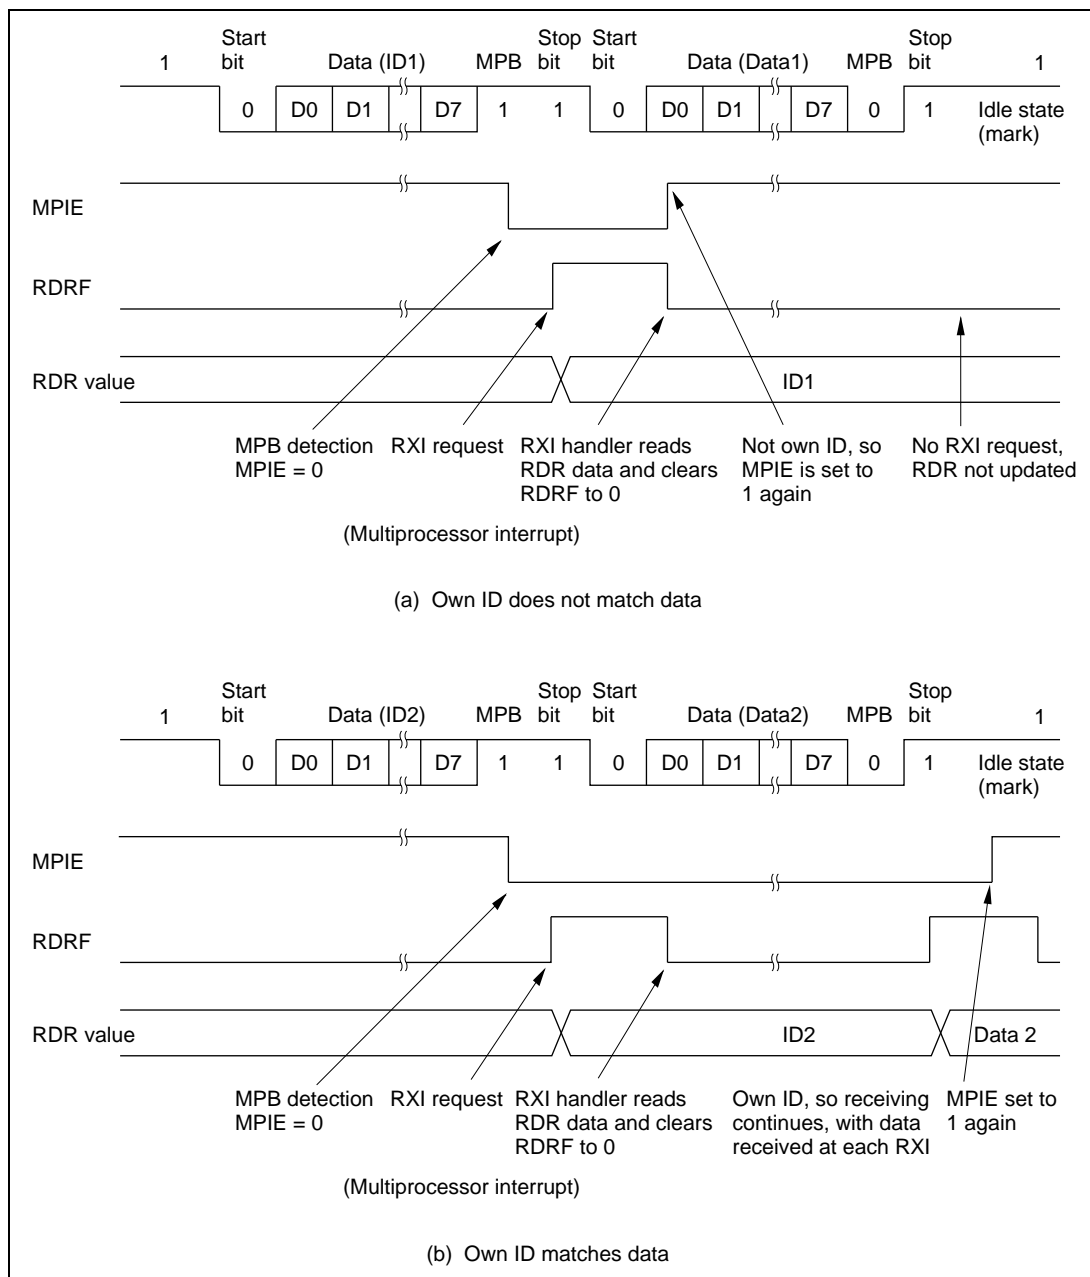 Start Stop Start Stop
1 bit Data (ID1) MPB bit bit Data (Data1) MPB bit 1
0 D0 D1 D7 1 1 0 D0 D1 D7 0 1 Idle state
(mark)
MPIE
RDRF
RDR value ID1
MPB detection
MPIE = 0
RXI request
RXI handler reads
RDR data and clears
RDRF to 0
Not own ID, so
MPIE is set to
1 again
No RXI request,
RDR not updated
(Multiprocessor interrupt)
(a) Own ID does not match data
Start Stop Start Stop
1 bit Data (ID2) MPB bit bit Data (Data2) MPB bit 1
0 D0 D1 D7 1 1 0 D0 D1 D7 0 1 Idle state
(mark)
MPIE
RDRF
RDR value ID2 Data 2
MPB detection
MPIE = 0
RXI request
RXI handler reads
RDR data and clears
RDRF to 0
Own ID, so receiving
continues, with data
received at each RXI
MPIE set to
1 again
(Multiprocessor interrupt)
(b) Own ID matches data